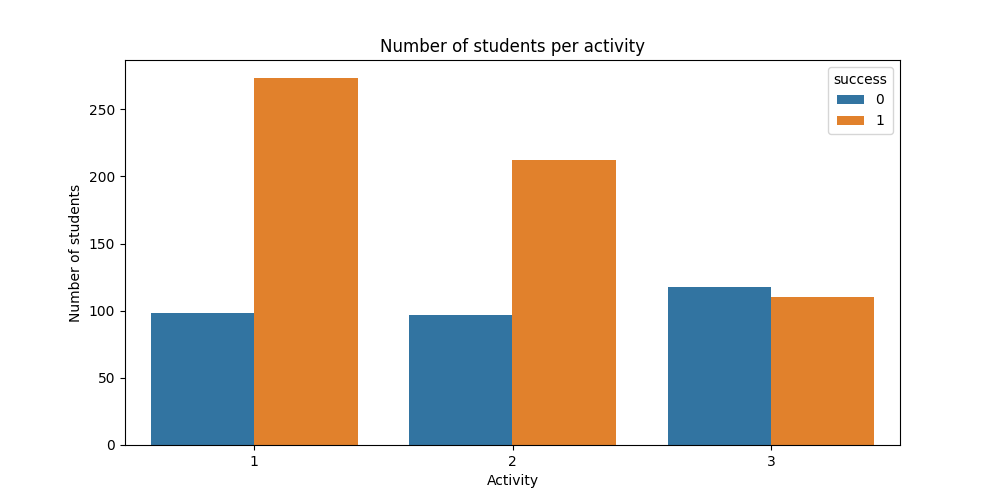 Number of students per activity
success
0
1
250
200
150
100
50
0
Number of students
1 2 3
Activity